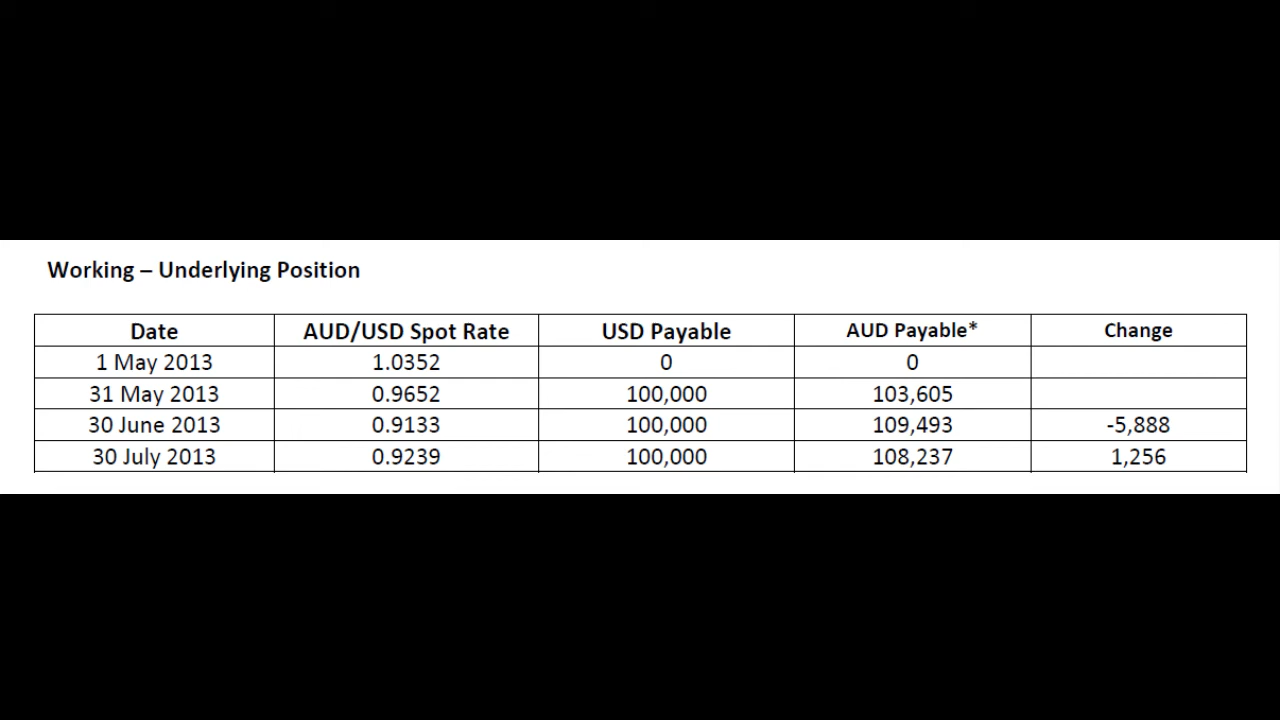 Working – Underlying Position
Date AUD/USD Spot Rate USD Payable AUD Payable* Change
1 May 2013 1.0352 0 0
31 May 2013 0.9652 100,000 103,605
30 June 2013 0.9133 100,000 109,493 -5,888
30 July 2013 0.9239 100,000 108,237 1,256